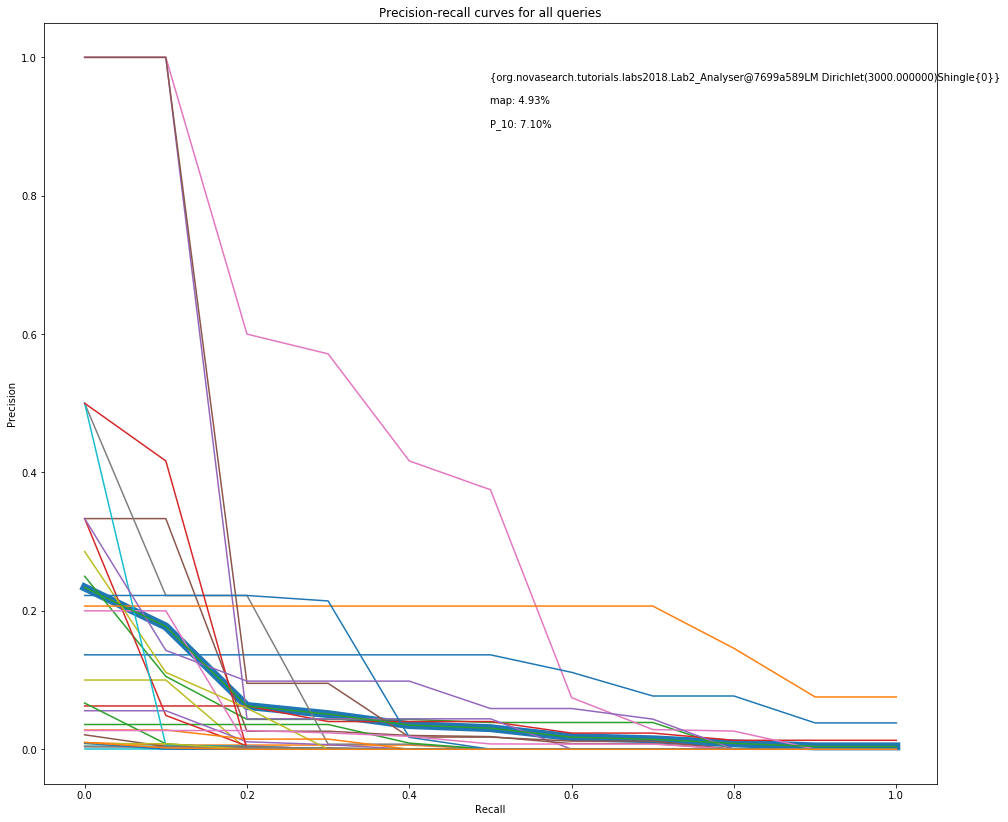 Precision-recall curves for all queries
{org.novasearch.tutorials.labs2018.Lab2_Analyser@7699a589LM Dirichlet(3000.000000)Shingle{0}}
map: 4.93%
P_10: 7.10%
Precision
1.0
0.8
0.6
0.4
0.2
0.0
0.0 0.2 0.4 0.6 0.8 1.0
Recall